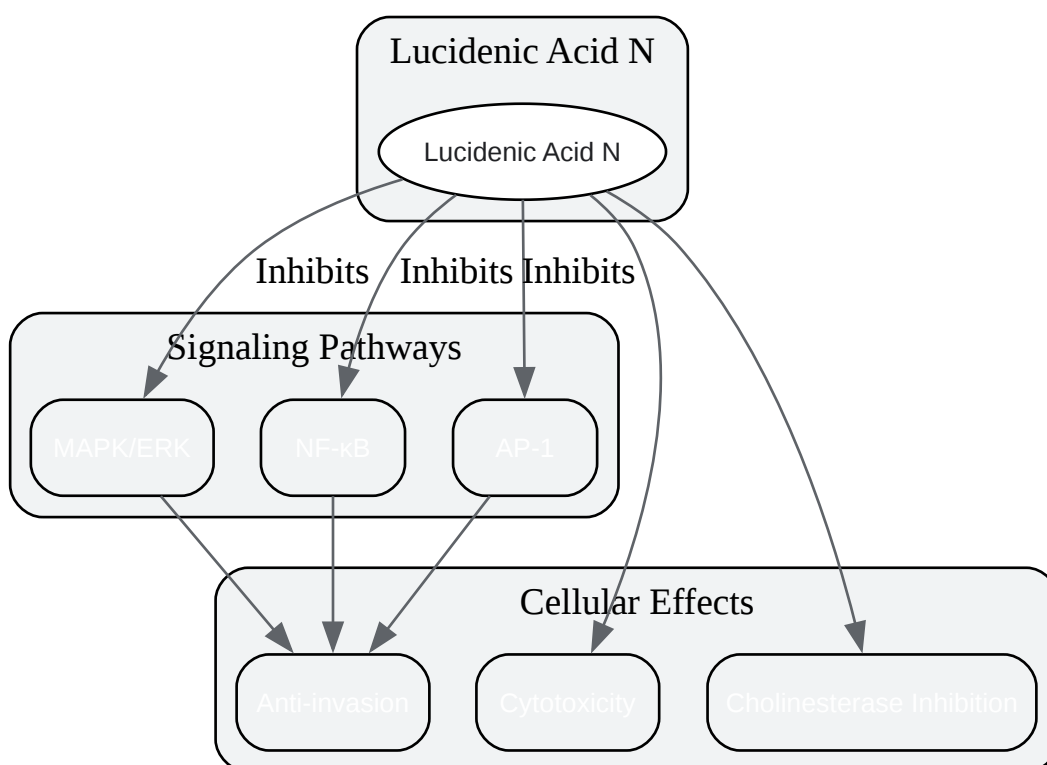 Lucidenic Acid N
Lucidenic Acid N
Inhibits Inhibits Inhibits
Signaling Pathways
MAPK/ERK NF-κB AP-1
Cellular Effects
Anti-invasion Cytotoxicity Cholinesterase Inhibition